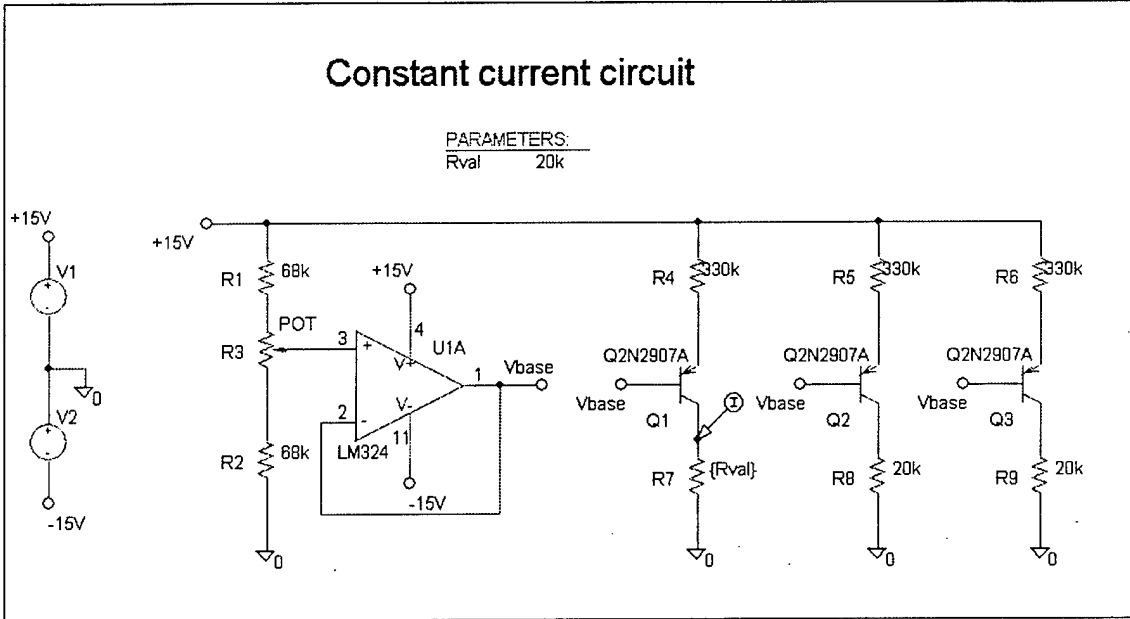 Constant current circuit
PARAMETERS:
Rval 20k
+15V
V1
0
V2
-15V
+15V
R1
68k
R3
POT
R2
68k
+15V
3
+
4
V+
U1A
1
Vbase
2
-
V-
11
LM324
-15V
0
R4
330k
Q2N2907A
Vbase
Q1
I
R7
{Rval}
0
R5
330k
Q2N2907A
Vbase
Q2
R8
20k
0
R6
330k
Q2N2907A
Vbase
Q3
R9
20k
0